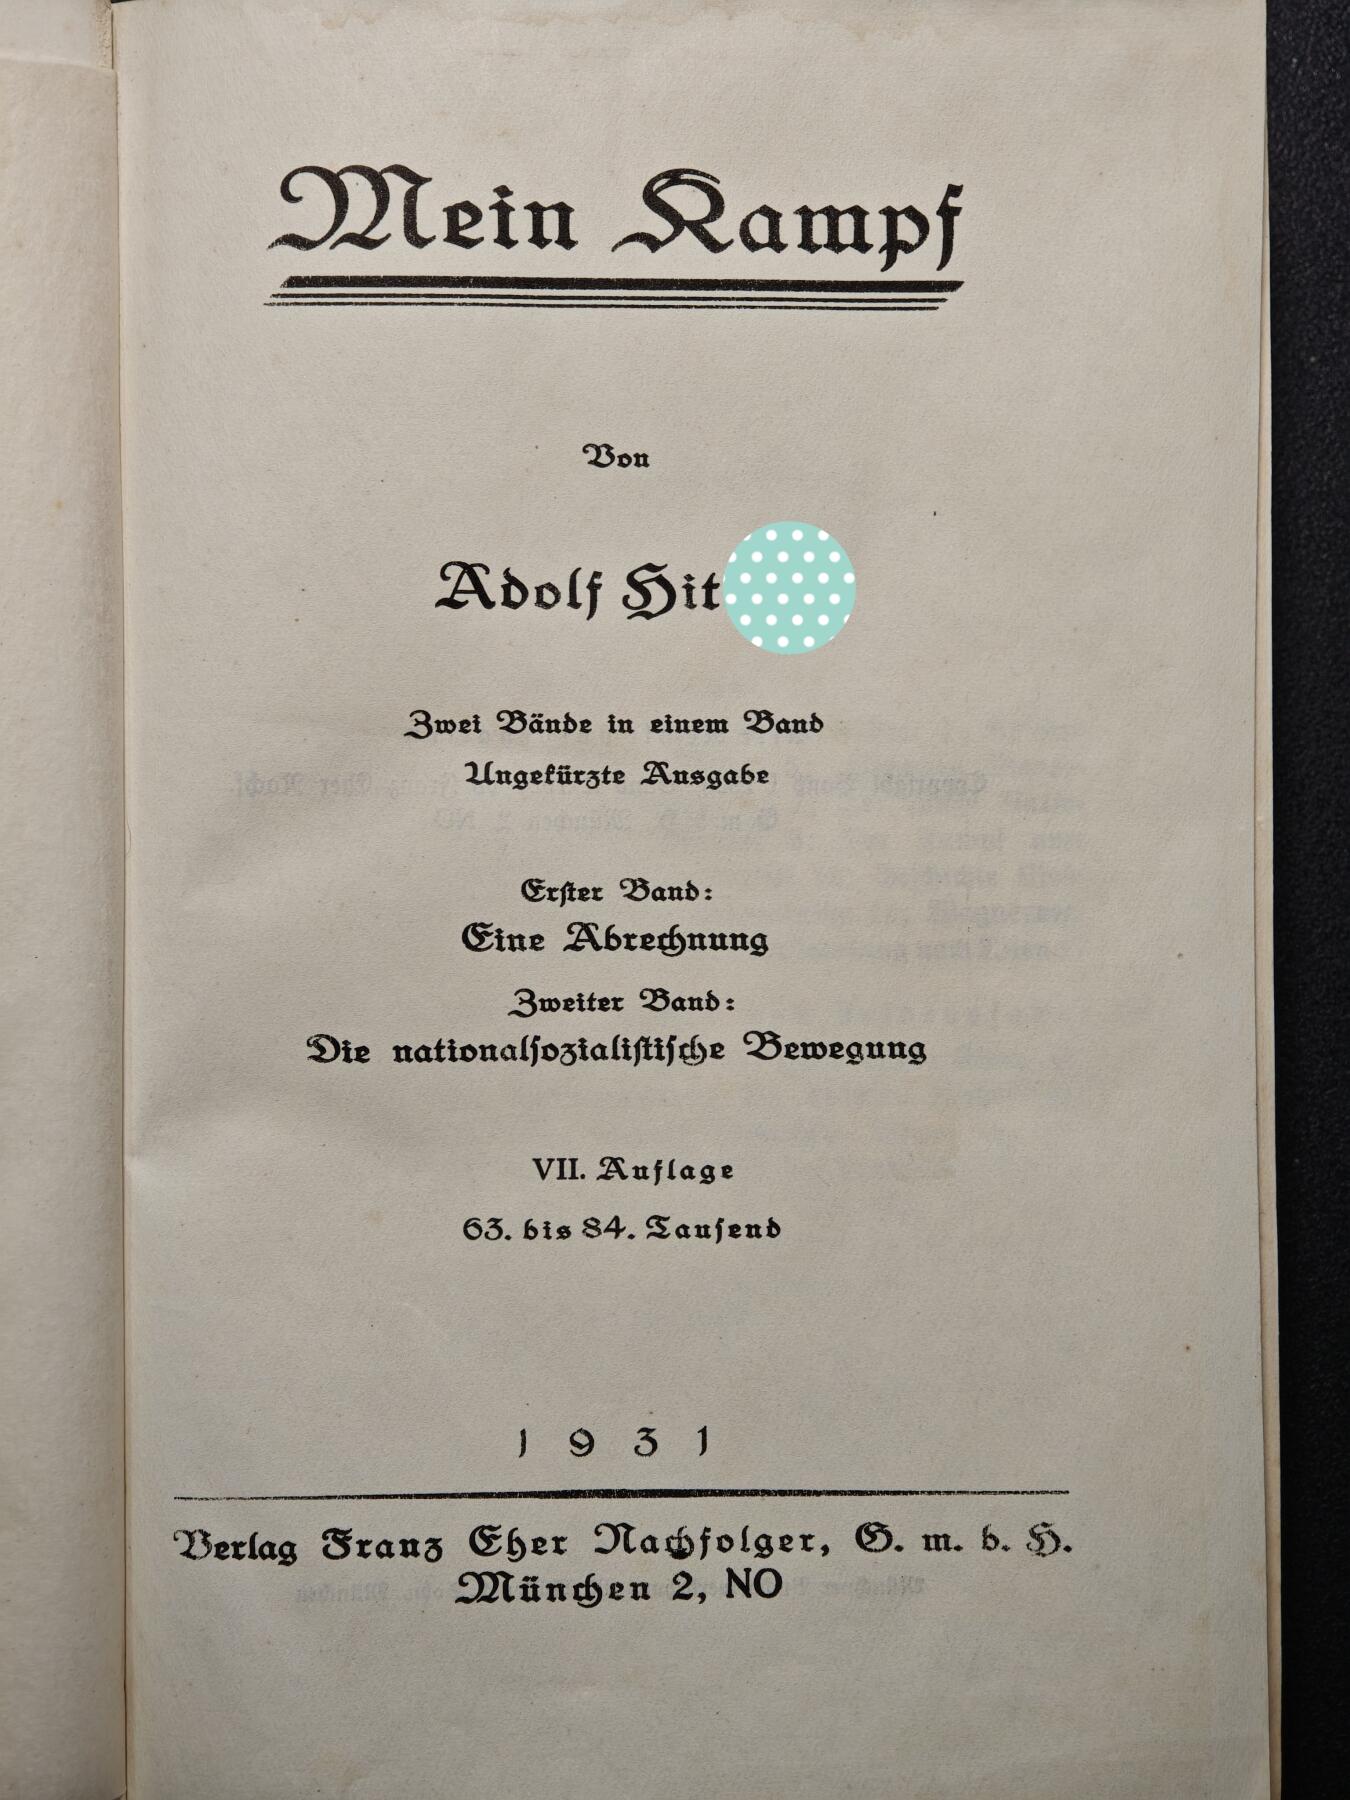 Mein Kampf
Von
Adolf Hit
Zwei Bände in einem Band
Ungekürzte Ausgabe
Erster Band:
Eine Abrechnung
Zweiter Band:
Die nationalsozialistische Bewegung
VII. Auflage
63. bis 84. Tausend
1931
Verlag Franz Eher Nachfolger, G. m. b. H.
München 2, NO